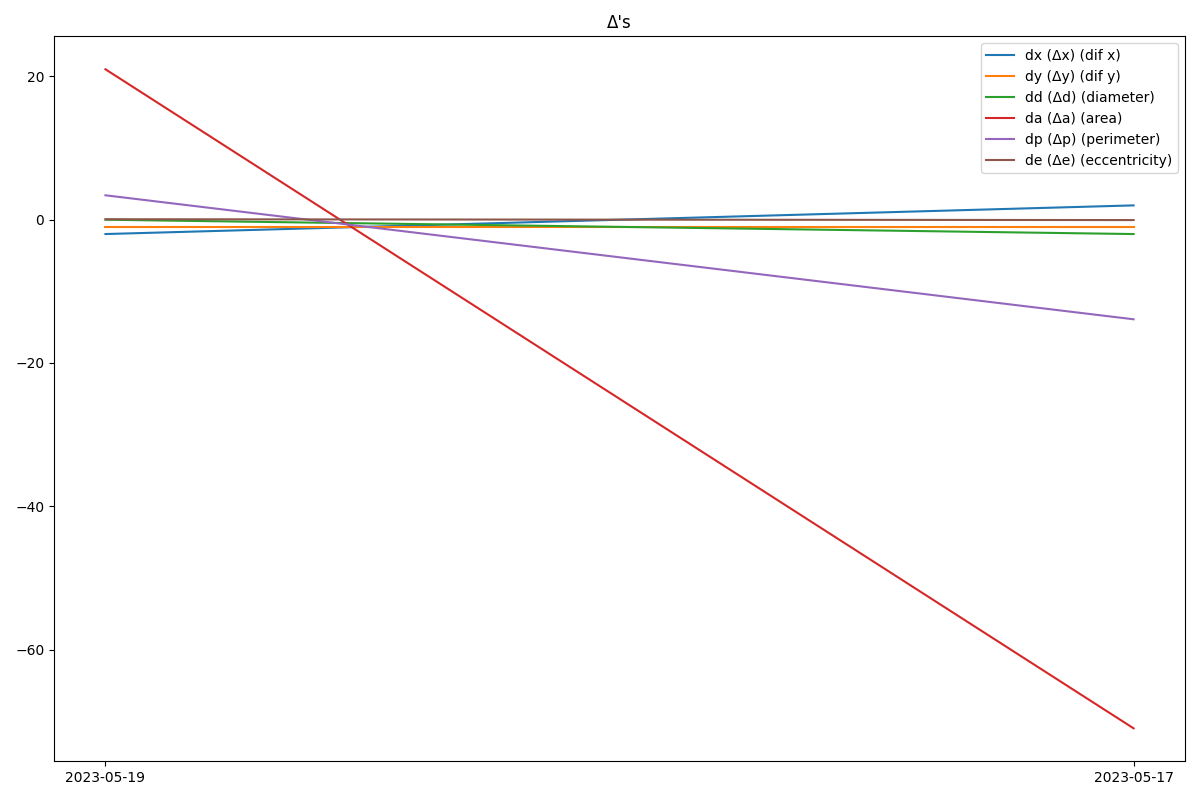 Δ's
dx (Δx) (dif x)
dy (Δy) (dif y)
dd (Δd) (diameter)
da (Δa) (area)
dp (Δp) (perimeter)
de (Δe) (eccentricity)
20
0
−20
−40
−60
2023-05-19
2023-05-17